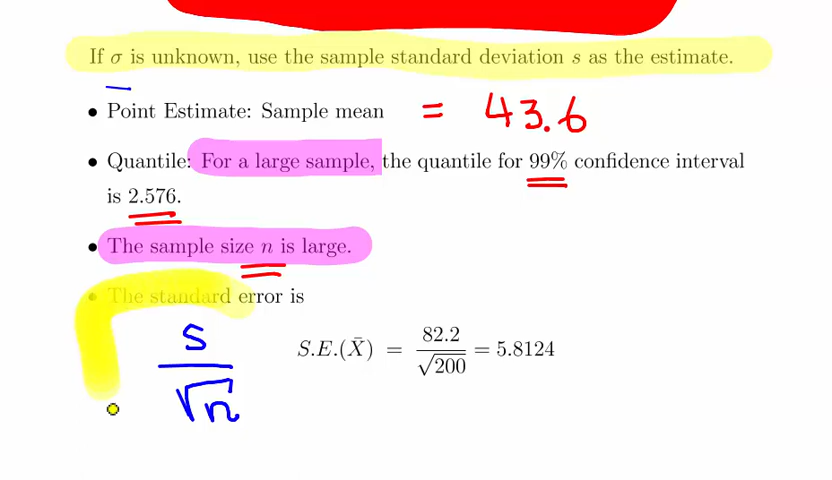 If σ is unknown, use the sample standard deviation s as the estimate.
• Point Estimate: Sample mean = 43.6
• Quantile: For a large sample, the quantile for 99% confidence interval
is 2.576.
• The sample size n is large.
• The standard error is
s/√n S.E.(X̄) = 82.2/√200 = 5.8124